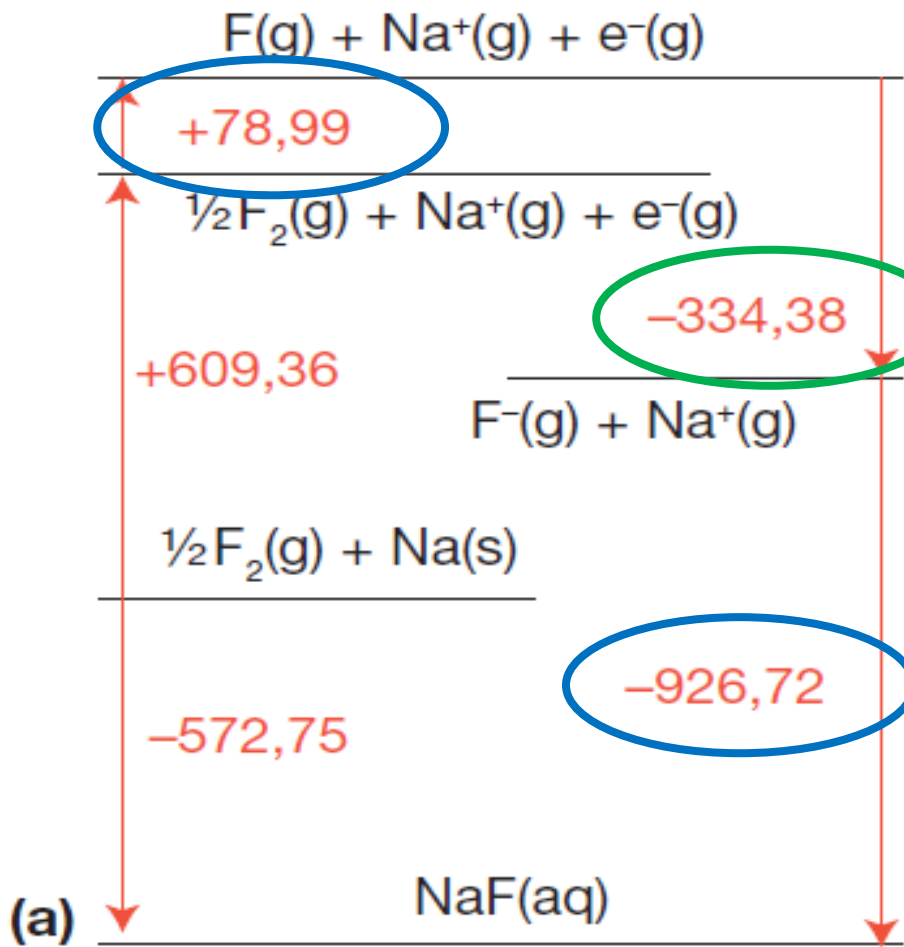 F(g) + Na⁺(g) + e⁻(g)
+78,99
½F₂(g) + Na⁺(g) + e⁻(g)
–334,38
+609,36
F⁻(g) + Na⁺(g)
½F₂(g) + Na(s)
–926,72
–572,75
NaF(aq)
(a)